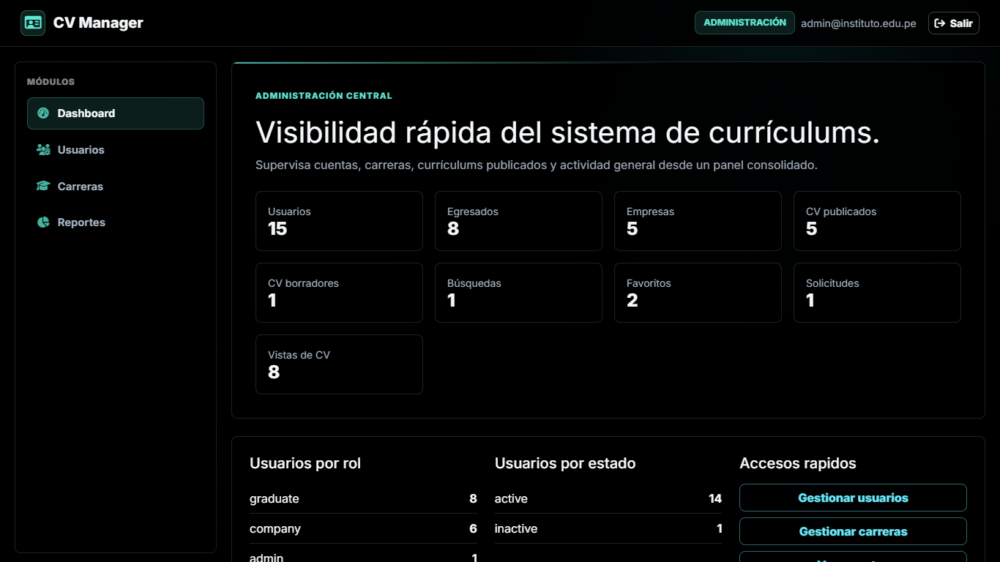 CV Manager
ADMINISTRACIÓN
admin@instituto.edu.pe
Salir
MÓDULOS
Dashboard
Usuarios
Carreras
Reportes
ADMINISTRACIÓN CENTRAL
Visibilidad rápida del sistema de currículums.
Supervisa cuentas, carreras, currículums publicados y actividad general desde un panel consolidado.
Usuarios
15
Egresados
8
Empresas
5
CV publicados
5
CV borradores
1
Búsquedas
1
Favoritos
2
Solicitudes
1
Vistas de CV
8
Usuarios por rol
graduate 8
company 6
admin 1
Usuarios por estado
active 14
inactive 1
Accesos rapidos
Gestionar usuarios
Gestionar carreras